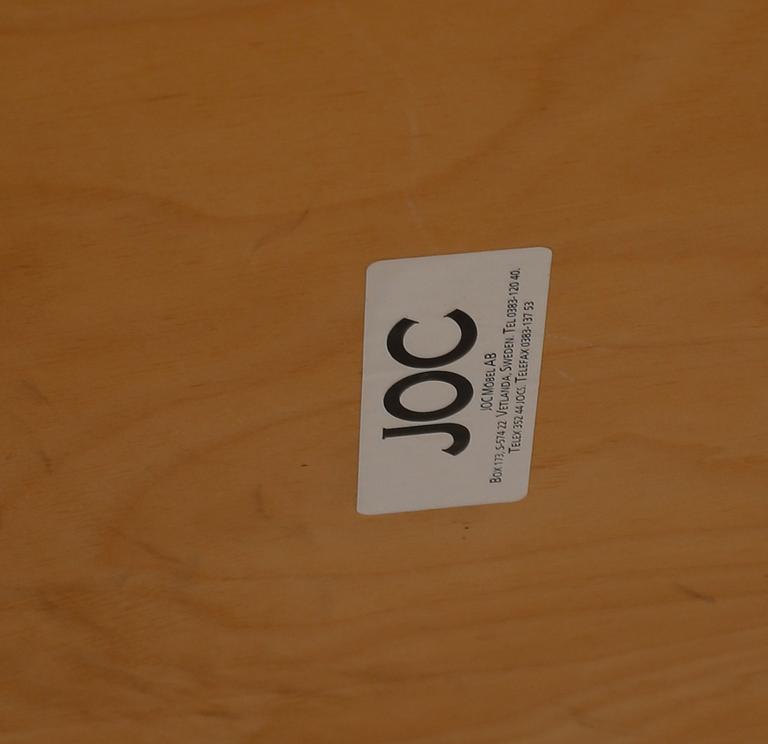 JOC
JOC MÖBEL AB
BOX 173, S-574 22 VETLANDA, SWEDEN. TEL 0383-120 40.
TELEX 352 44 JOCS. TELEFAX 0383-137 53